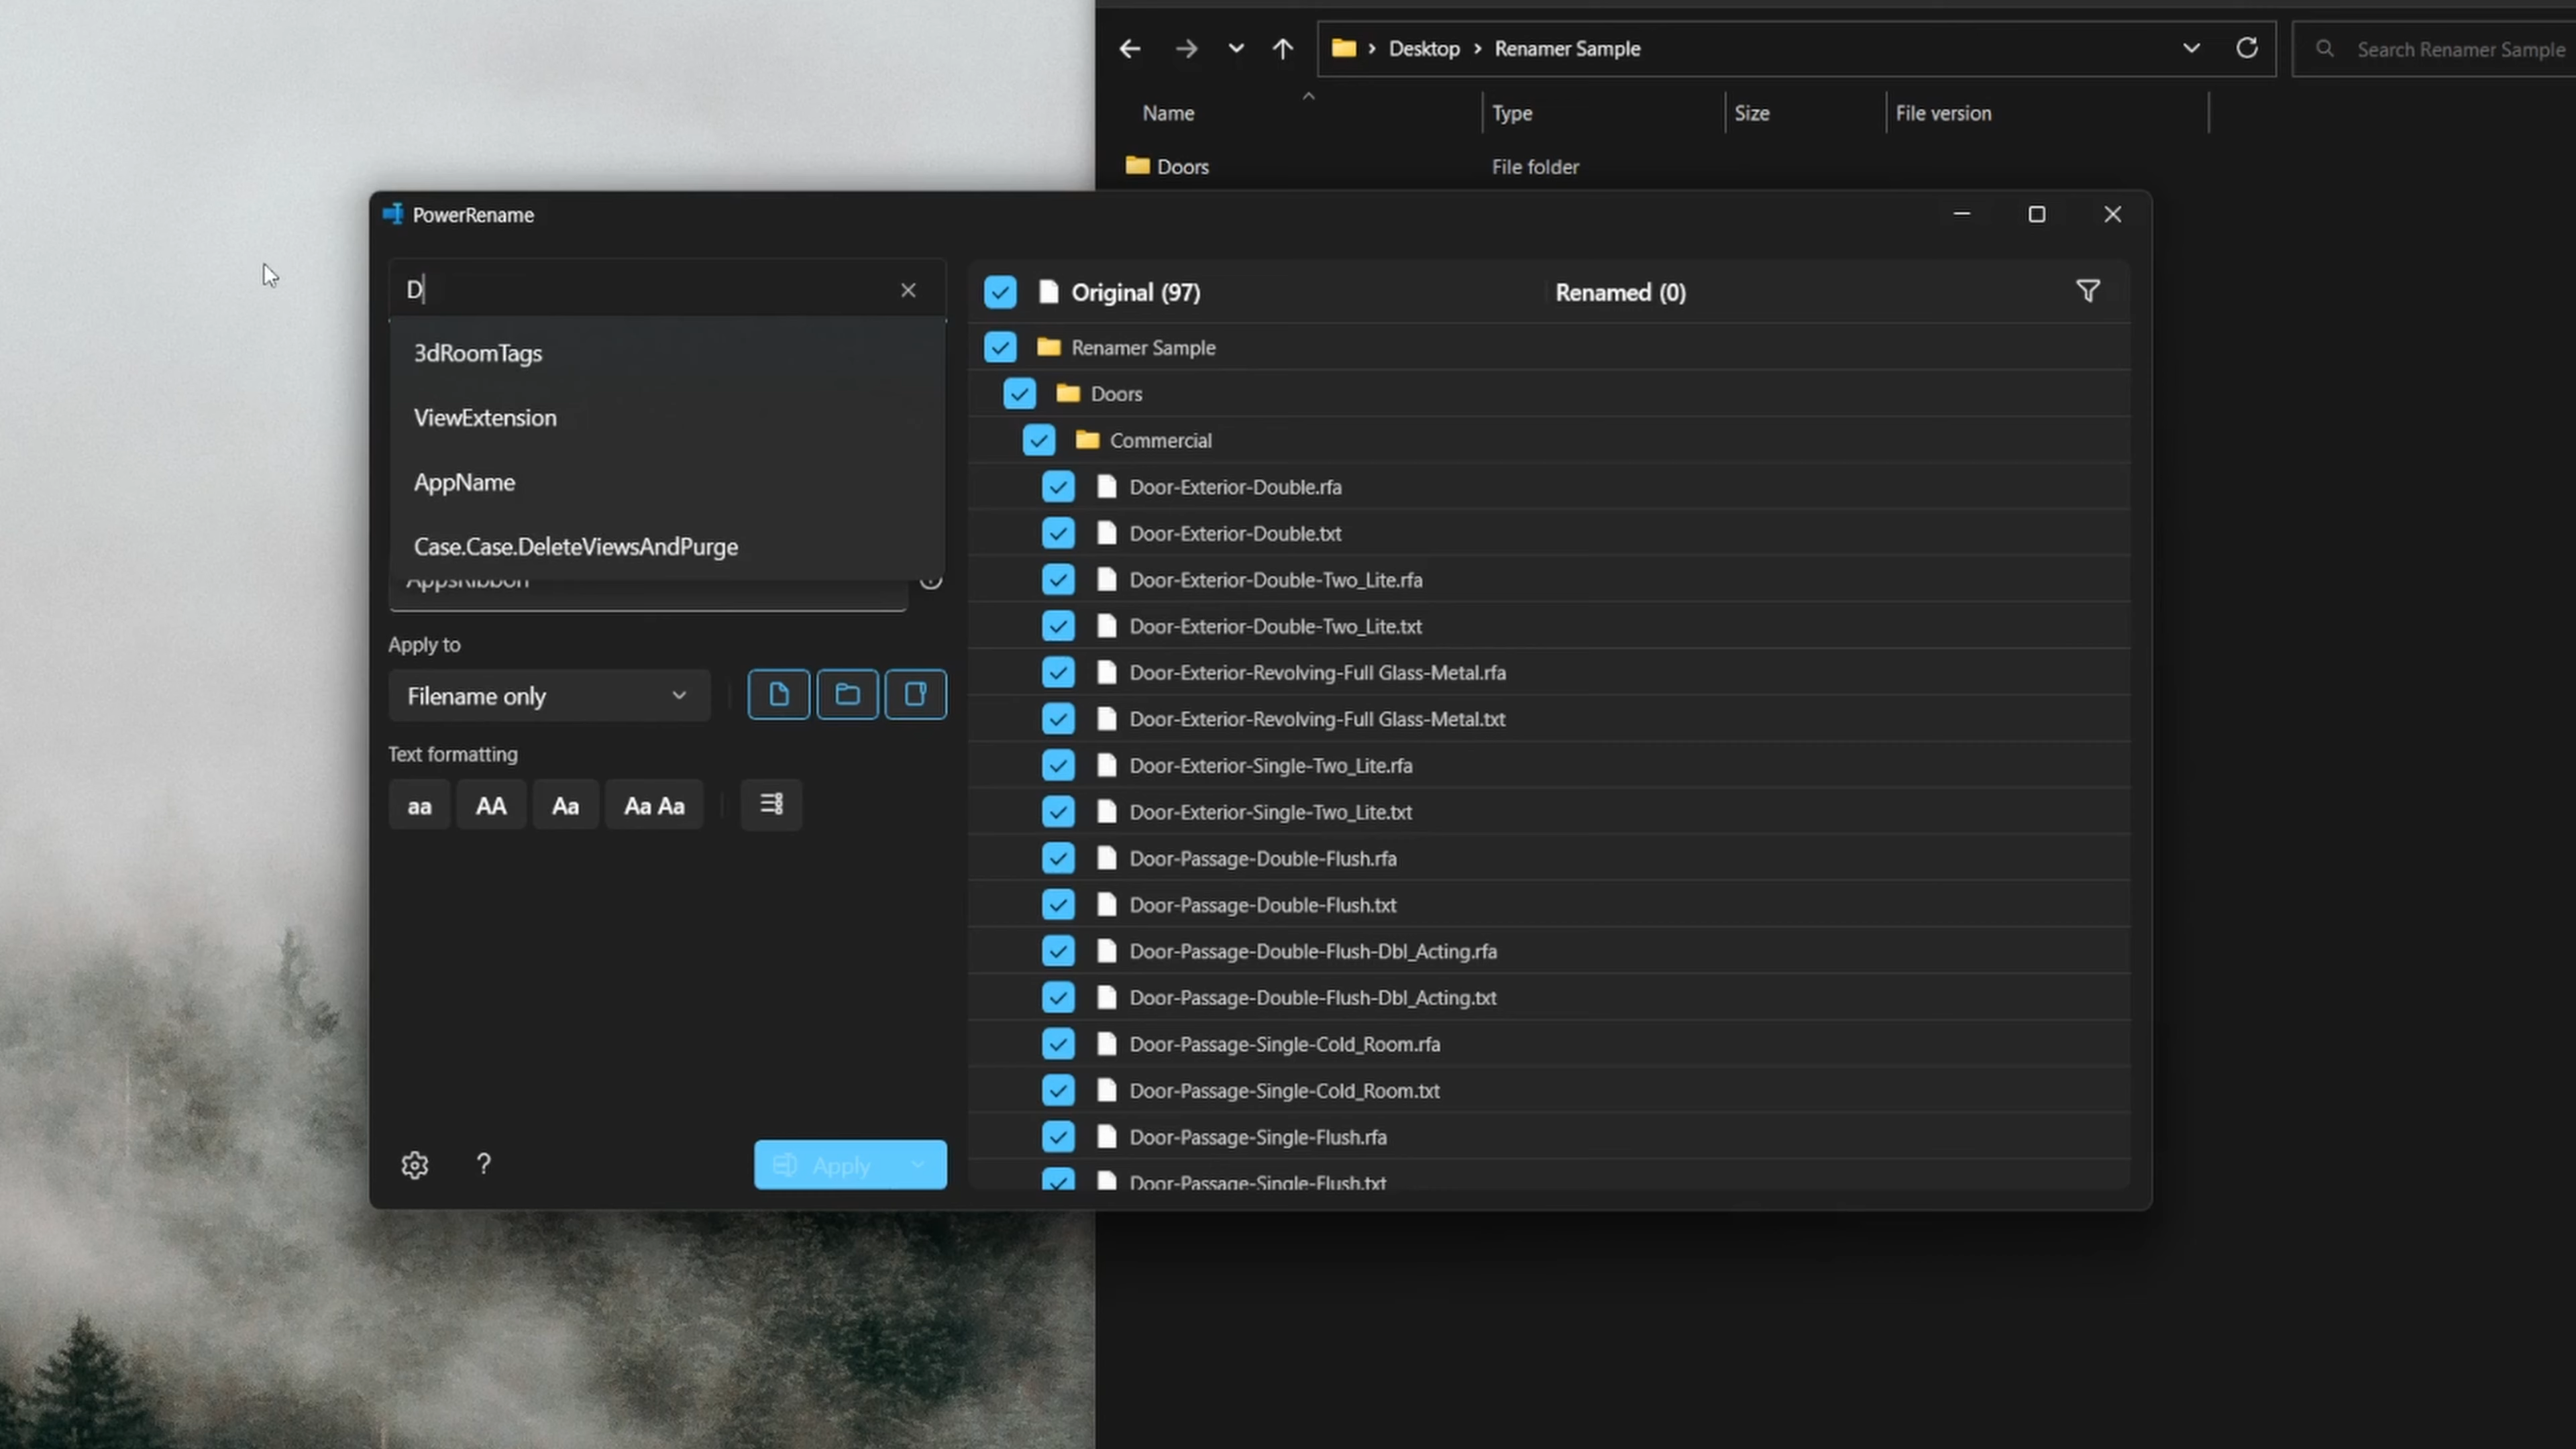 Desktop > Renamer Sample
Search Renamer Sample
Name
Type
Size
File version
Doors
File folder
PowerRename
D
3dRoomTags
ViewExtension
AppName
Case.Case.DeleteViewsAndPurge
AppsRibbon
Apply to
Filename only
Text formatting
aa
AA
Aa
Aa Aa
?
Apply
Original (97)
Renamed (0)
Renamer Sample
Doors
Commercial
Door-Exterior-Double.rfa
Door-Exterior-Double.txt
Door-Exterior-Double-Two_Lite.rfa
Door-Exterior-Double-Two_Lite.txt
Door-Exterior-Revolving-Full Glass-Metal.rfa
Door-Exterior-Revolving-Full Glass-Metal.txt
Door-Exterior-Single-Two_Lite.rfa
Door-Exterior-Single-Two_Lite.txt
Door-Passage-Double-Flush.rfa
Door-Passage-Double-Flush.txt
Door-Passage-Double-Flush-Dbl_Acting.rfa
Door-Passage-Double-Flush-Dbl_Acting.txt
Door-Passage-Single-Cold_Room.rfa
Door-Passage-Single-Cold_Room.txt
Door-Passage-Single-Flush.rfa
Door-Passage-Single-Flush.txt